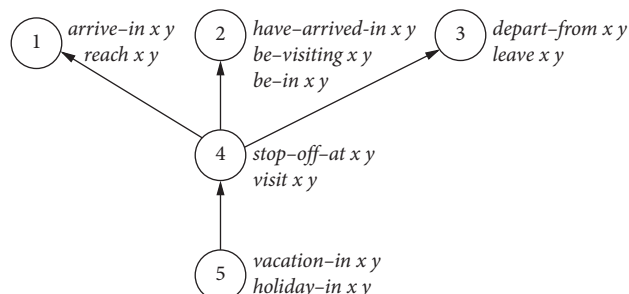 1
arrive–in x y
reach x y
2
have–arrived-in x y
be–visiting x y
be–in x y
3
depart–from x y
leave x y
4
stop–off–at x y
visit x y
5
vacation–in x y
holiday–in x y